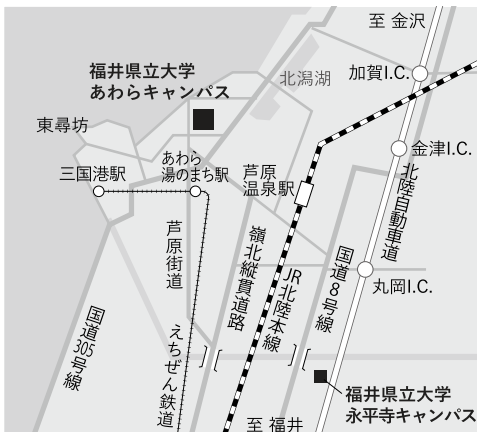 至 金沢
福井県立大学
あわらキャンパス
北潟湖
加賀I.C.
東尋坊
金津I.C.
三国港駅
あわら
湯のまち駅
芦原
温泉駅
北陸自動車道
芦原街道
嶺北縦貫道路
JR北陸本線
国道8号線
丸岡I.C.
国道305号線
えちぜん鉄道
福井県立大学
永平寺キャンパス
至 福井